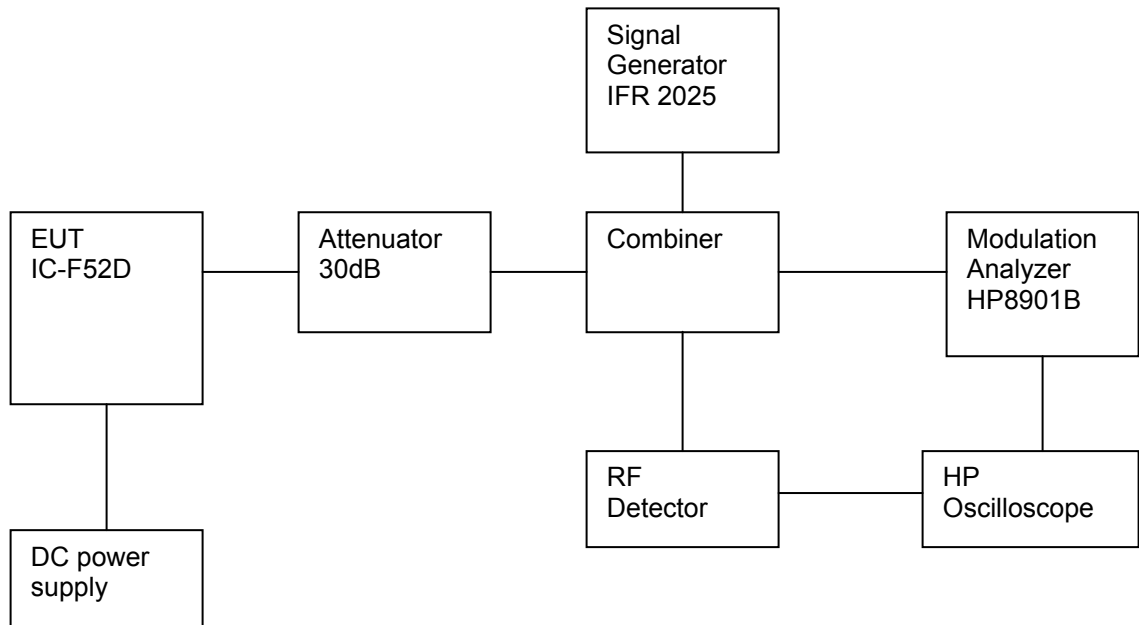 Signal
Generator
IFR 2025
EUT
IC-F52D
Attenuator
30dB
Combiner
Modulation
Analyzer
HP8901B
RF
Detector
HP
Oscilloscope
DC power
supply